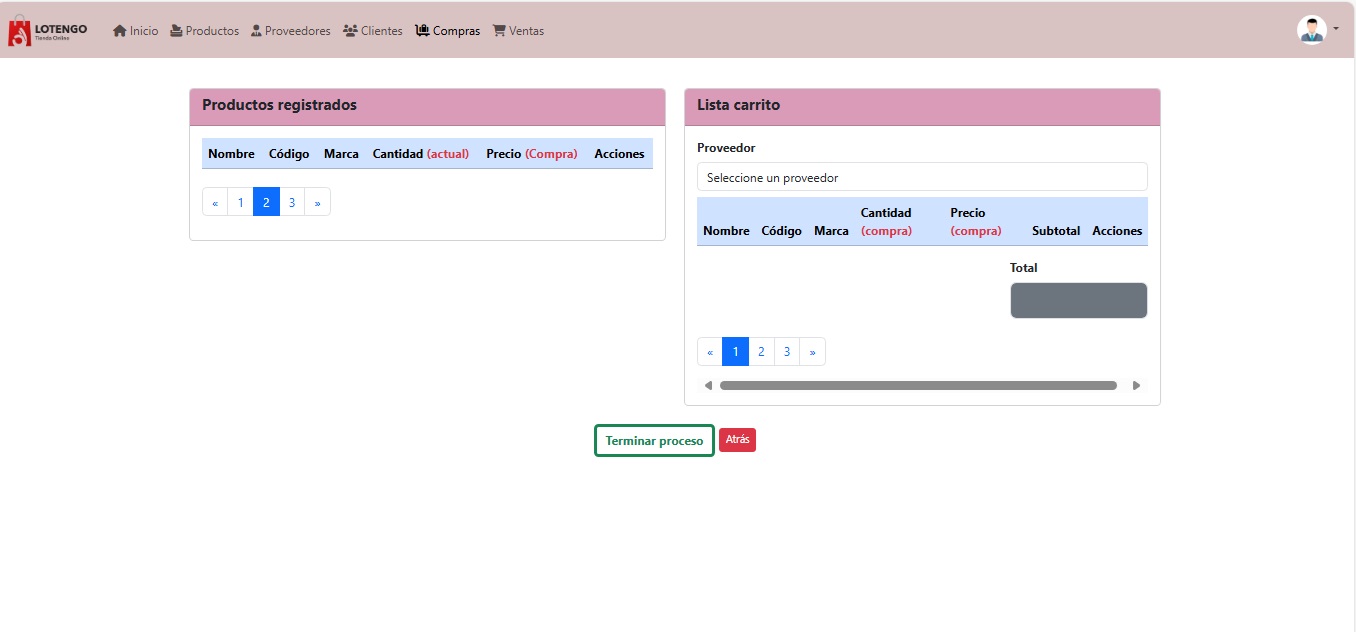 LOTENGO
Tienda Online
Inicio Productos Proveedores Clientes Compras Ventas
Productos registrados
Nombre Código Marca Cantidad (actual) Precio (Compra) Acciones
« 1 2 3 »
Lista carrito
Proveedor
Seleccione un proveedor
Cantidad Precio
Nombre Código Marca (compra) (compra) Subtotal Acciones
Total
« 1 2 3 »
Terminar proceso Atrás